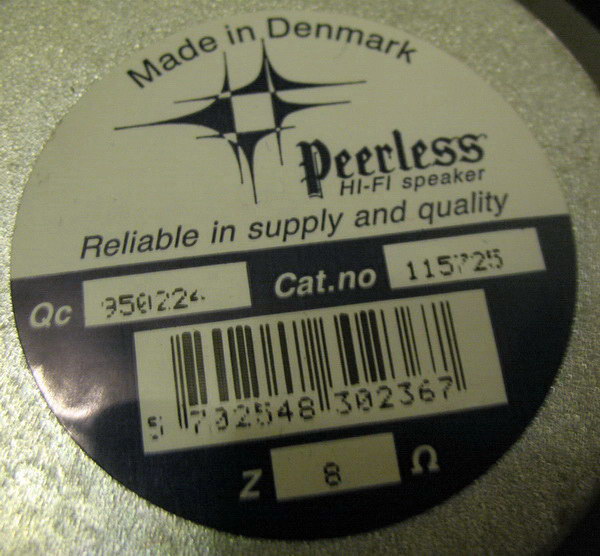 Made in Denmark
Peerless
HI-FI speaker
Reliable in supply and quality
Qc 950224 Cat.no 115725
5 702548 302367
Z 8 Ω